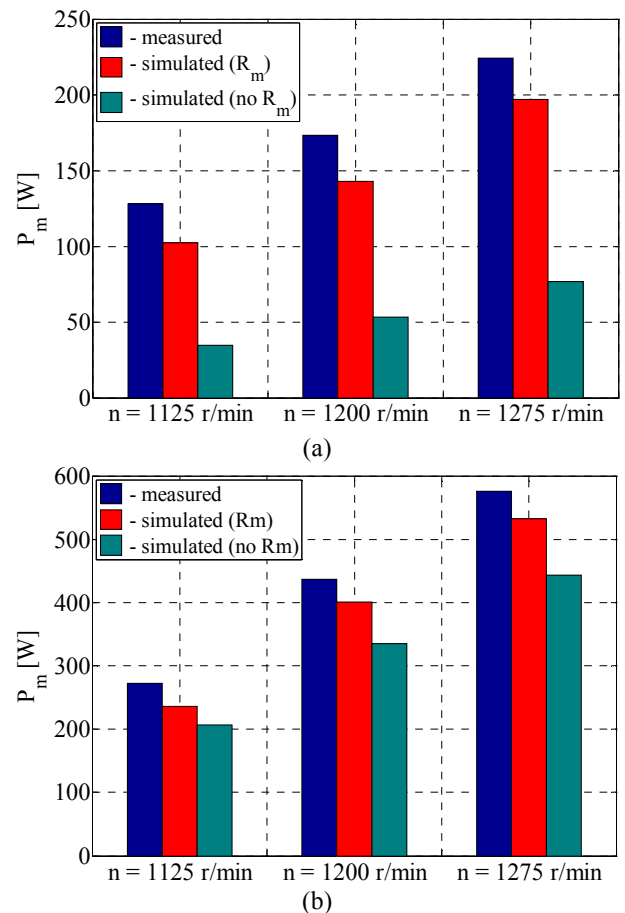 250
200
150
100
50
0
P_m [W]
- measured
- simulated (R_m)
- simulated (no R_m)
n = 1125 r/min
n = 1200 r/min
n = 1275 r/min
(a)
600
500
400
300
200
100
0
P_m [W]
- measured
- simulated (Rm)
- simulated (no Rm)
n = 1125 r/min
n = 1200 r/min
n = 1275 r/min
(b)